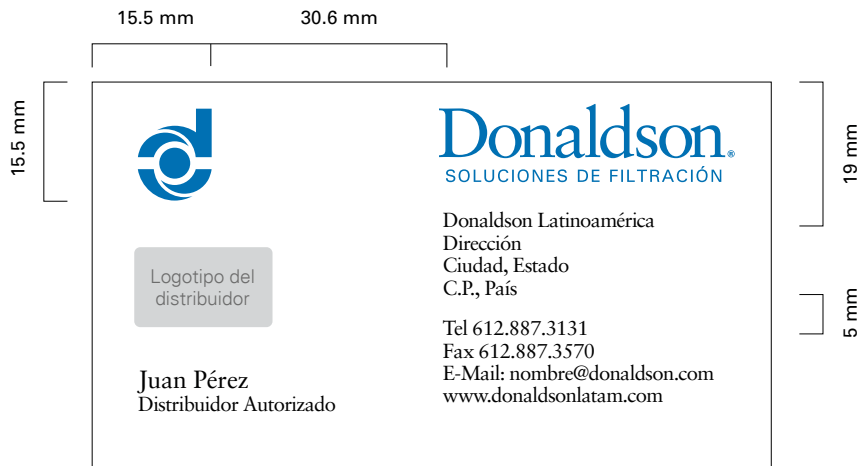 15.5 mm
30.6 mm
15.5 mm
19 mm
5 mm
Donaldson®
SOLUCIONES DE FILTRACIÓN
Logotipo del
distribuidor
Juan Pérez
Distribuidor Autorizado
Donaldson Latinoamérica
Dirección
Ciudad, Estado
C.P., País
Tel 612.887.3131
Fax 612.887.3570
E-Mail: nombre@donaldson.com
www.donaldsonlatam.com